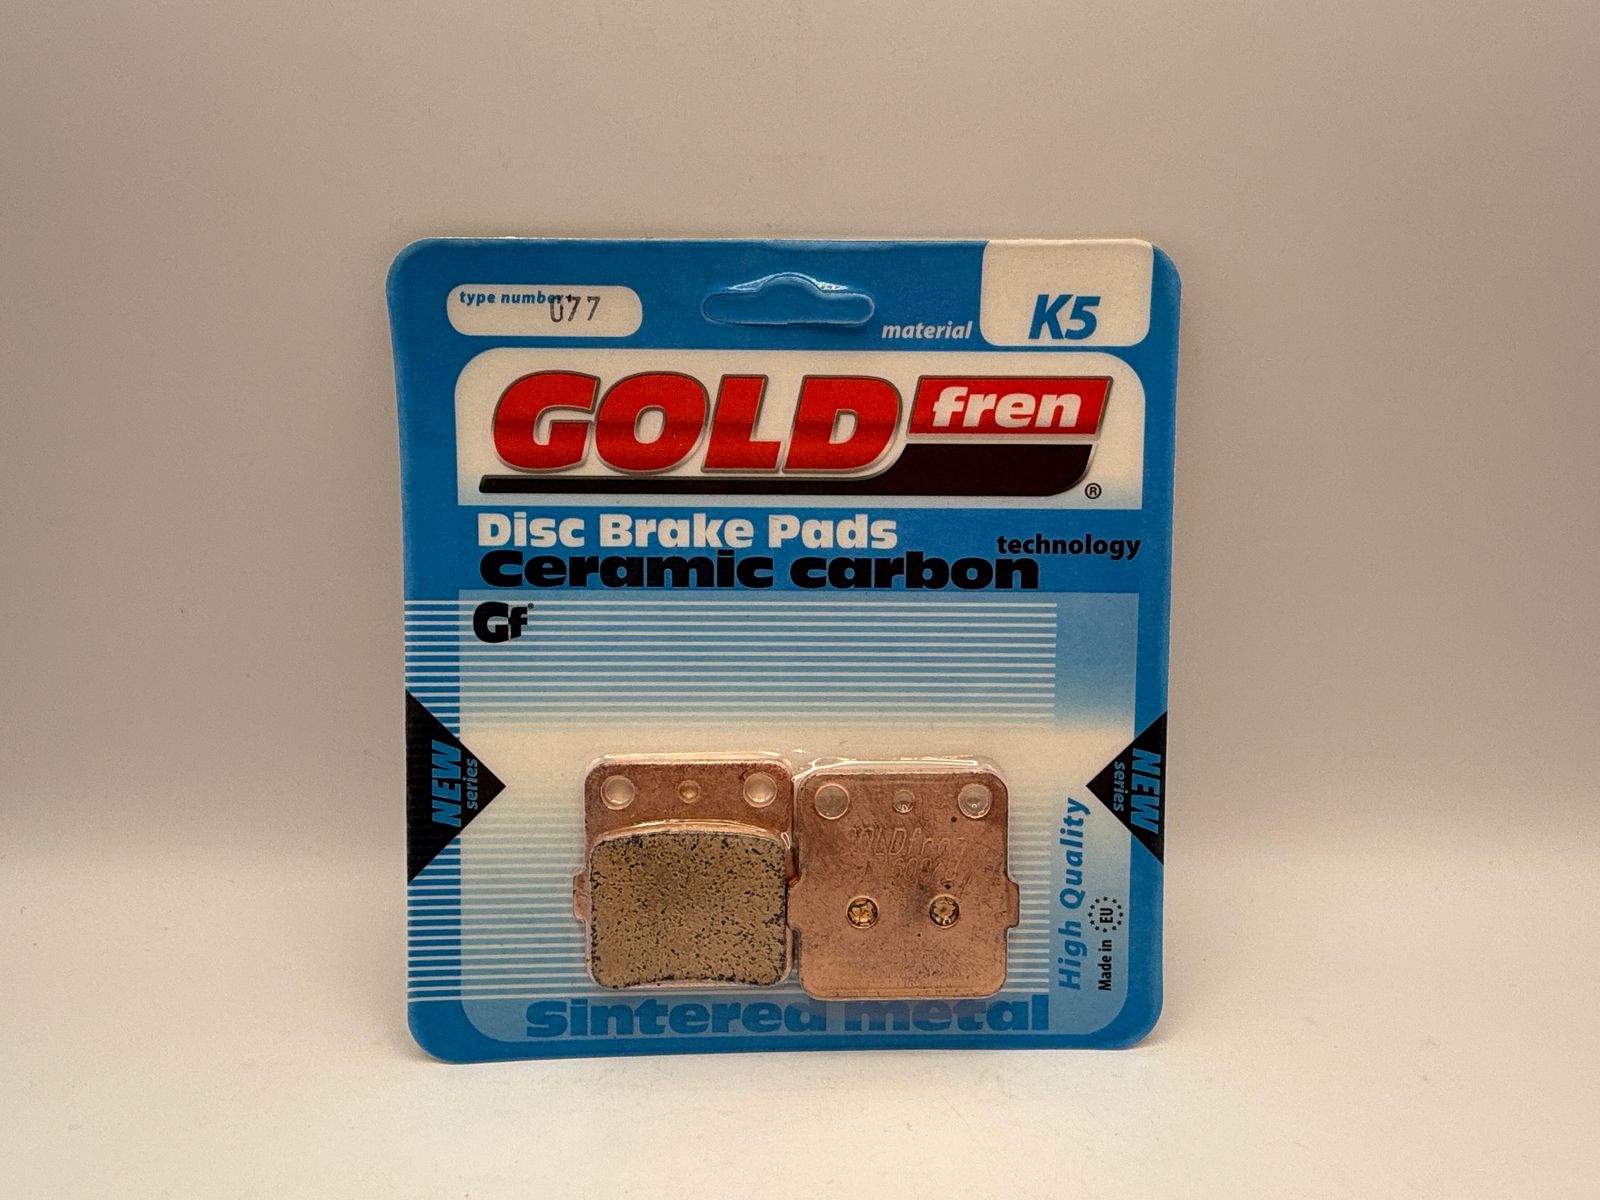 type number
077
material
K5
GOLD fren
®
Disc Brake Pads
technology
Ceramic carbon
Gf®
NEW
series
NEW
series
GOLDfren
High Quality
Made in EU
Sintered metal